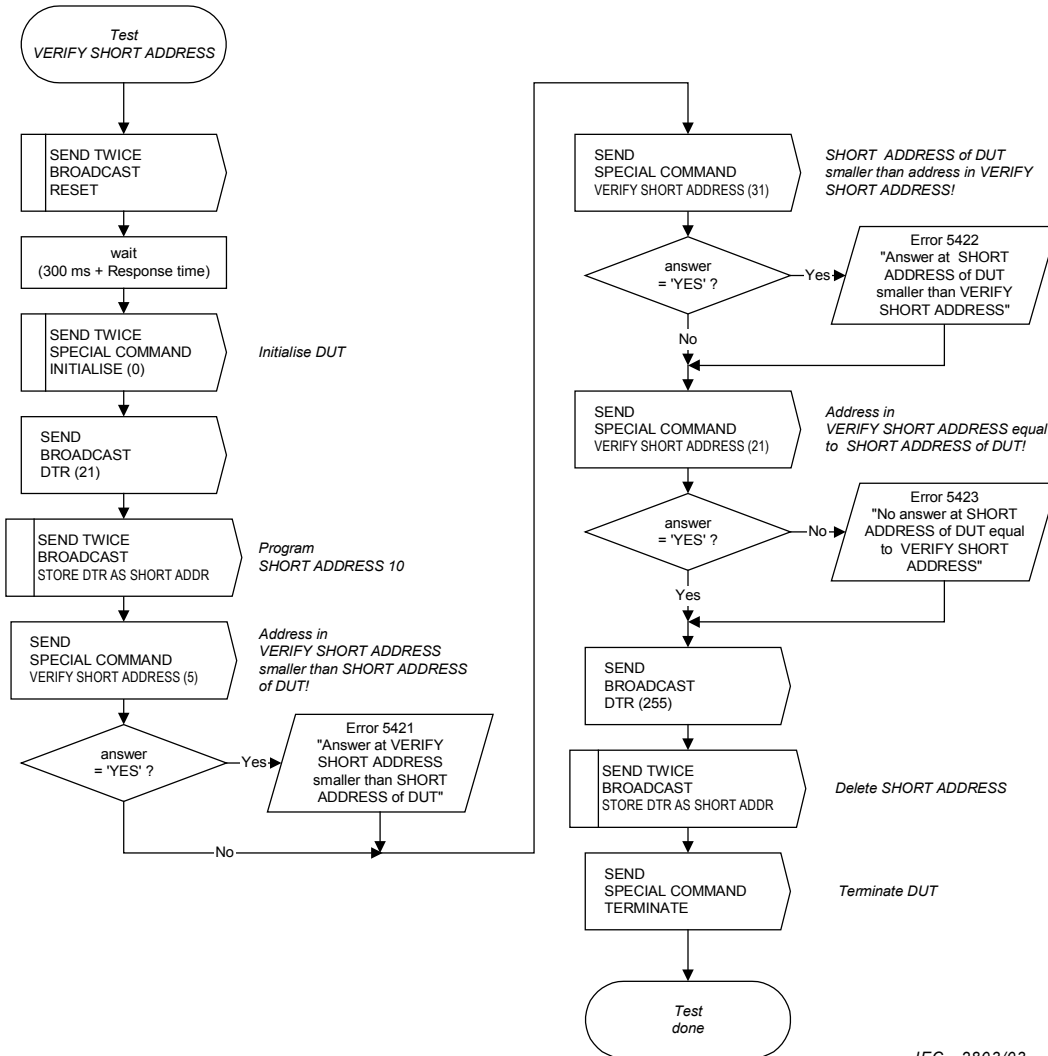 Test
VERIFY SHORT ADDRESS
SEND TWICE
BROADCAST
RESET
wait
(300 ms + Response time)
SEND TWICE
SPECIAL COMMAND
INITIALISE (0)
Initialise DUT
SEND
BROADCAST
DTR (21)
SEND TWICE
BROADCAST
STORE DTR AS SHORT ADDR
Program
SHORT ADDRESS 10
SEND
SPECIAL COMMAND
VERIFY SHORT ADDRESS (5)
Address in
VERIFY SHORT ADDRESS
smaller than SHORT ADDRESS
of DUT!
answer
= 'YES' ?
Yes
Error 5421
"Answer at VERIFY
SHORT ADDRESS
smaller than SHORT
ADDRESS of DUT"
No
SEND
SPECIAL COMMAND
VERIFY SHORT ADDRESS (31)
SHORT ADDRESS of DUT
smaller than address in VERIFY
SHORT ADDRESS!
answer
= 'YES' ?
Yes
Error 5422
"Answer at SHORT
ADDRESS of DUT
smaller than VERIFY
SHORT ADDRESS"
No
SEND
SPECIAL COMMAND
VERIFY SHORT ADDRESS (21)
Address in
VERIFY SHORT ADDRESS equal
to SHORT ADDRESS of DUT!
answer
= 'YES' ?
No
Error 5423
"No answer at SHORT
ADDRESS of DUT equal
to VERIFY SHORT
ADDRESS"
Yes
SEND
BROADCAST
DTR (255)
SEND TWICE
BROADCAST
STORE DTR AS SHORT ADDR
Delete SHORT ADDRESS
SEND
SPECIAL COMMAND
TERMINATE
Terminate DUT
Test
done